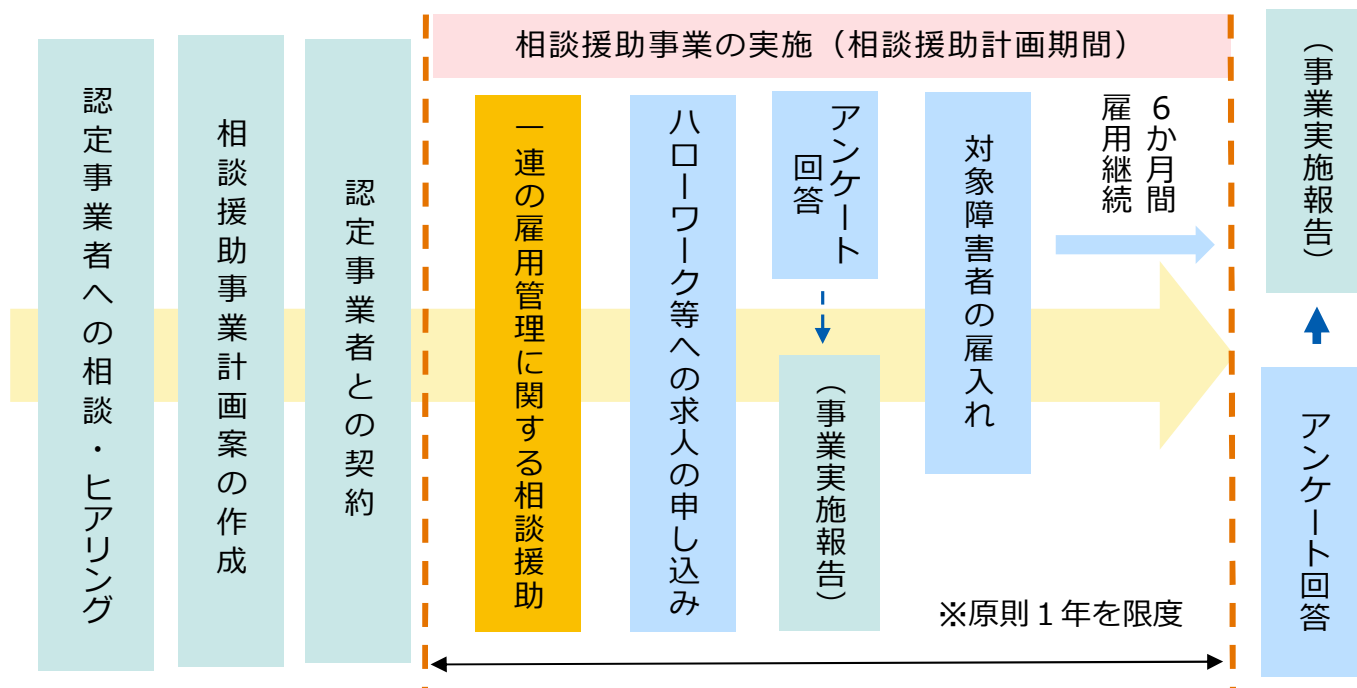 認定事業者への相談・ヒアリング
相談援助事業計画案の作成
認定事業者との契約
相談援助事業の実施（相談援助計画期間）
一連の雇用管理に関する相談援助
ハローワーク等への求人の申し込み
アンケート
回答
（事業実施報告）
対象障害者の雇入れ
６か月間
雇用継続
※原則１年を限度
（事業実施報告）
アンケート回答